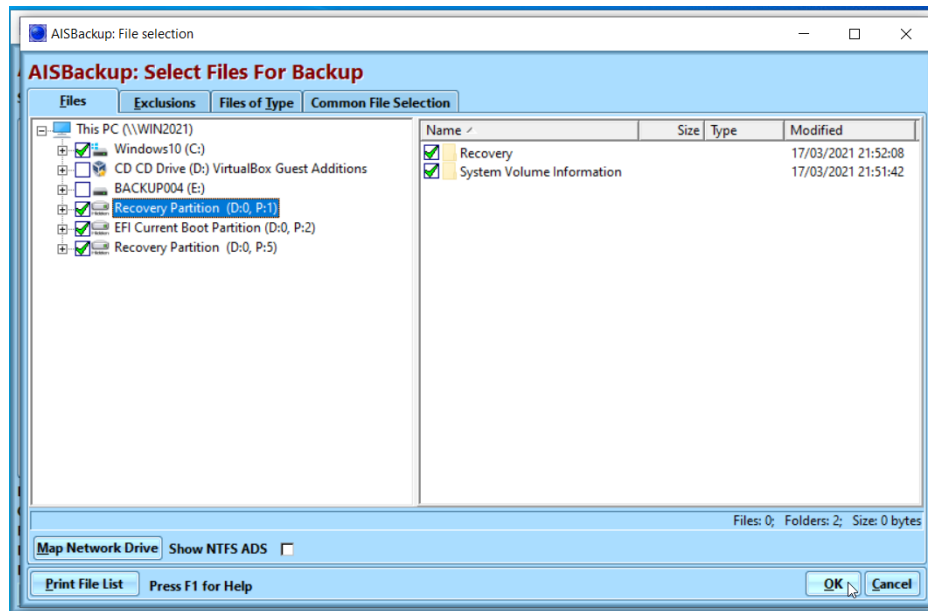 AISBackup: File selection
AISBackup: Select Files For Backup
Files Exclusions Files of Type Common File Selection
This PC (\\WIN2021)
Windows10 (C:)
CD CD Drive (D:) VirtualBox Guest Additions
BACKUP004 (E:)
Recovery Partition (D:0, P:1)
EFI Current Boot Partition (D:0, P:2)
Recovery Partition (D:0, P:5)
Name Size Type Modified
Recovery 17/03/2021 21:52:08
System Volume Information 17/03/2021 21:51:42
Files: 0; Folders: 2; Size: 0 bytes
Map Network Drive Show NTFS ADS
Print File List Press F1 for Help OK Cancel